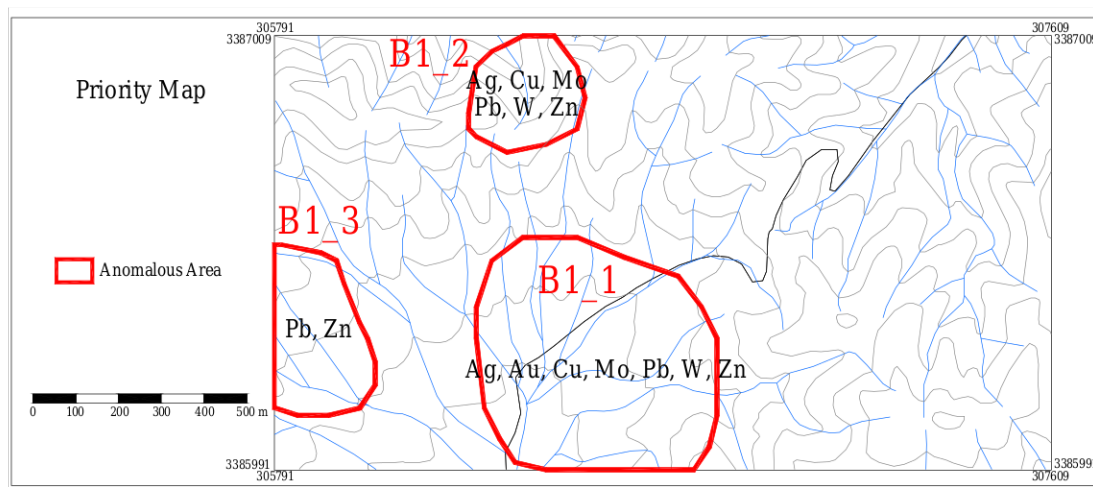 305791
307609
3387009
3387009
B1_2
Priority Map
Ag, Cu, Mo
Pb, W, Zn
B1_3
Anomalous Area
B1_1
Pb, Zn
Ag, Au, Cu, Mo, Pb, W, Zn
0 100 200 300 400 500 m
3385991
3385991
305791
307609